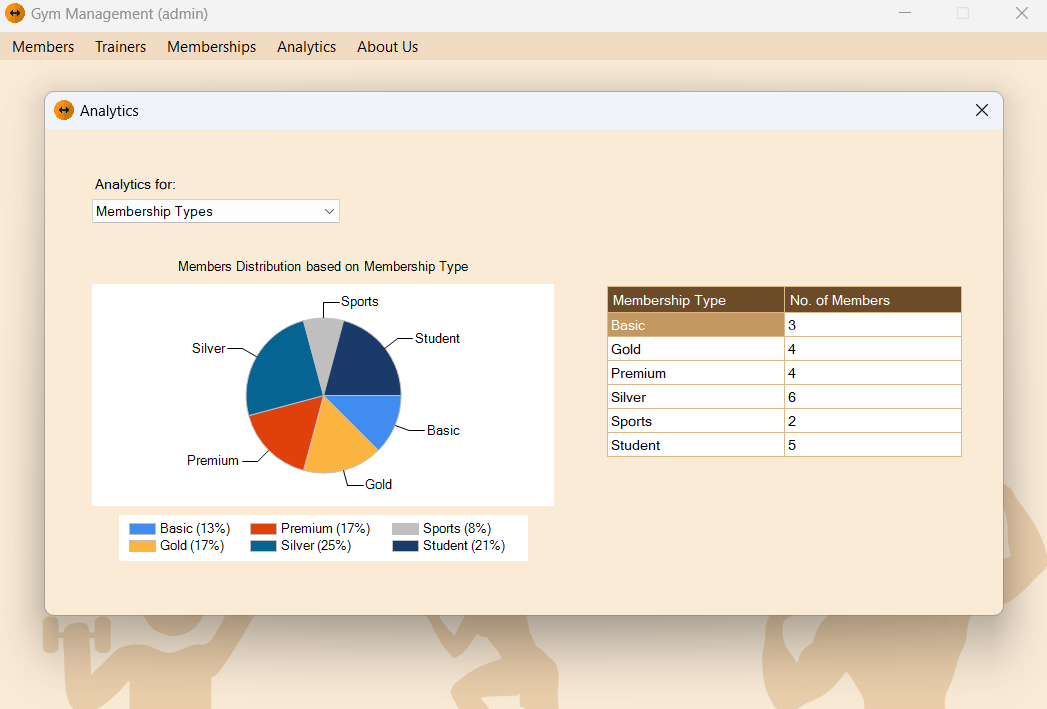 Gym Management (admin)
Members Trainers Memberships Analytics About Us
Analytics
Analytics for:
Membership Types
Members Distribution based on Membership Type
Sports
Student
Silver
Basic
Premium
Gold
Basic (13%) Premium (17%) Sports (8%)
Gold (17%) Silver (25%) Student (21%)
Membership Type No. of Members
Basic 3
Gold 4
Premium 4
Silver 6
Sports 2
Student 5